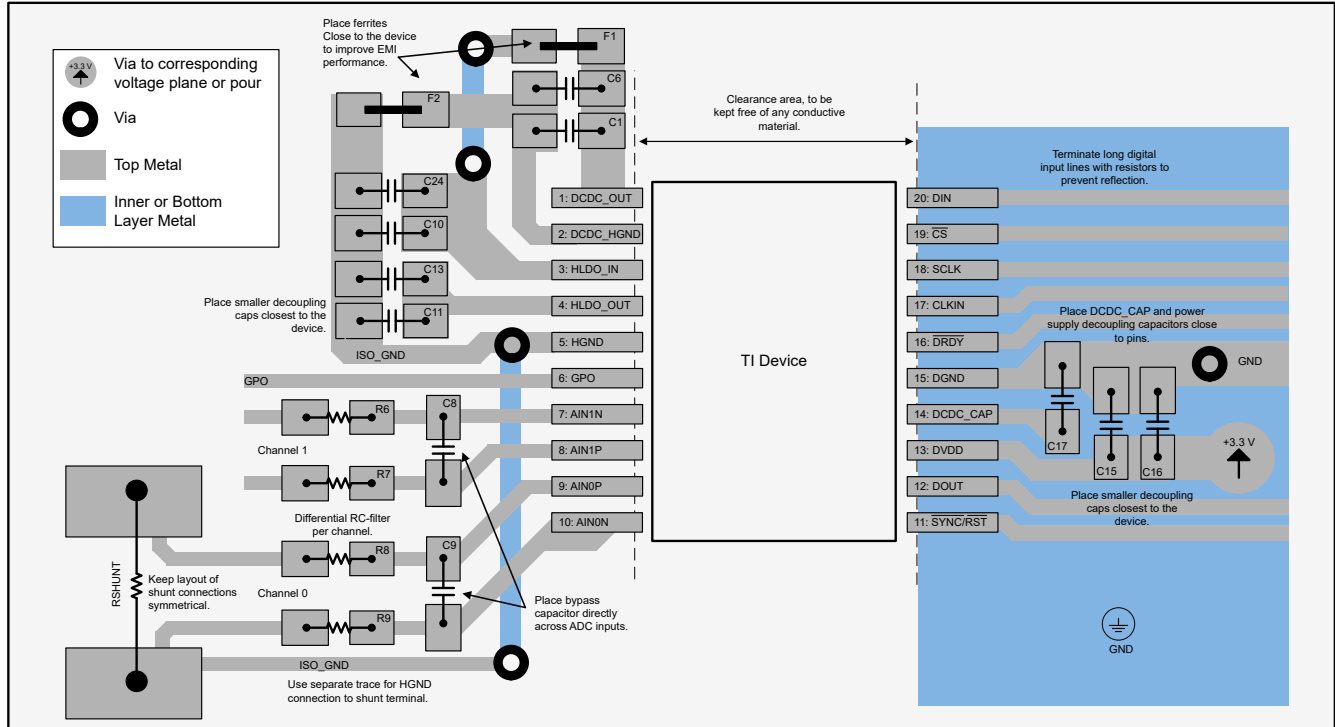 Place ferrites
Close to the device
to improve EMI
performance.
+3.3 V
Via to corresponding
voltage plane or pour
Via
Top Metal
Inner or Bottom
Layer Metal
F1
C6
C1
F2
C24
C10
C13
C11
Place smaller decoupling
caps closest to the
device.
ISO_GND
GPO
Clearance area, to be
kept free of any conductive
material.
1: DCDC_OUT
2: DCDC_HGND
3: HLDO_IN
4: HLDO_OUT
5: HGND
6: GPO
7: AIN1N
8: AIN1P
9: AIN0P
10: AIN0N
TI Device
20: DIN
19: CS
18: SCLK
17: CLKIN
16: DRDY
15: DGND
14: DCDC_CAP
13: DVDD
12: DOUT
11: SYNC/RST
Terminate long digital
input lines with resistors to
prevent reflection.
Place DCDC_CAP and power
supply decoupling capacitors close
to pins.
GND
C17
C15
C16
+3.3 V
Place smaller decoupling
caps closest to the
device.
GND
R6
C8
Channel 1
R7
Differential RC-filter
per channel.
R8
C9
Channel 0
R9
RSHUNT
Keep layout of
shunt connections
symmetrical.
Place bypass
capacitor directly
across ADC inputs.
ISO_GND
Use separate trace for HGND
connection to shunt terminal.